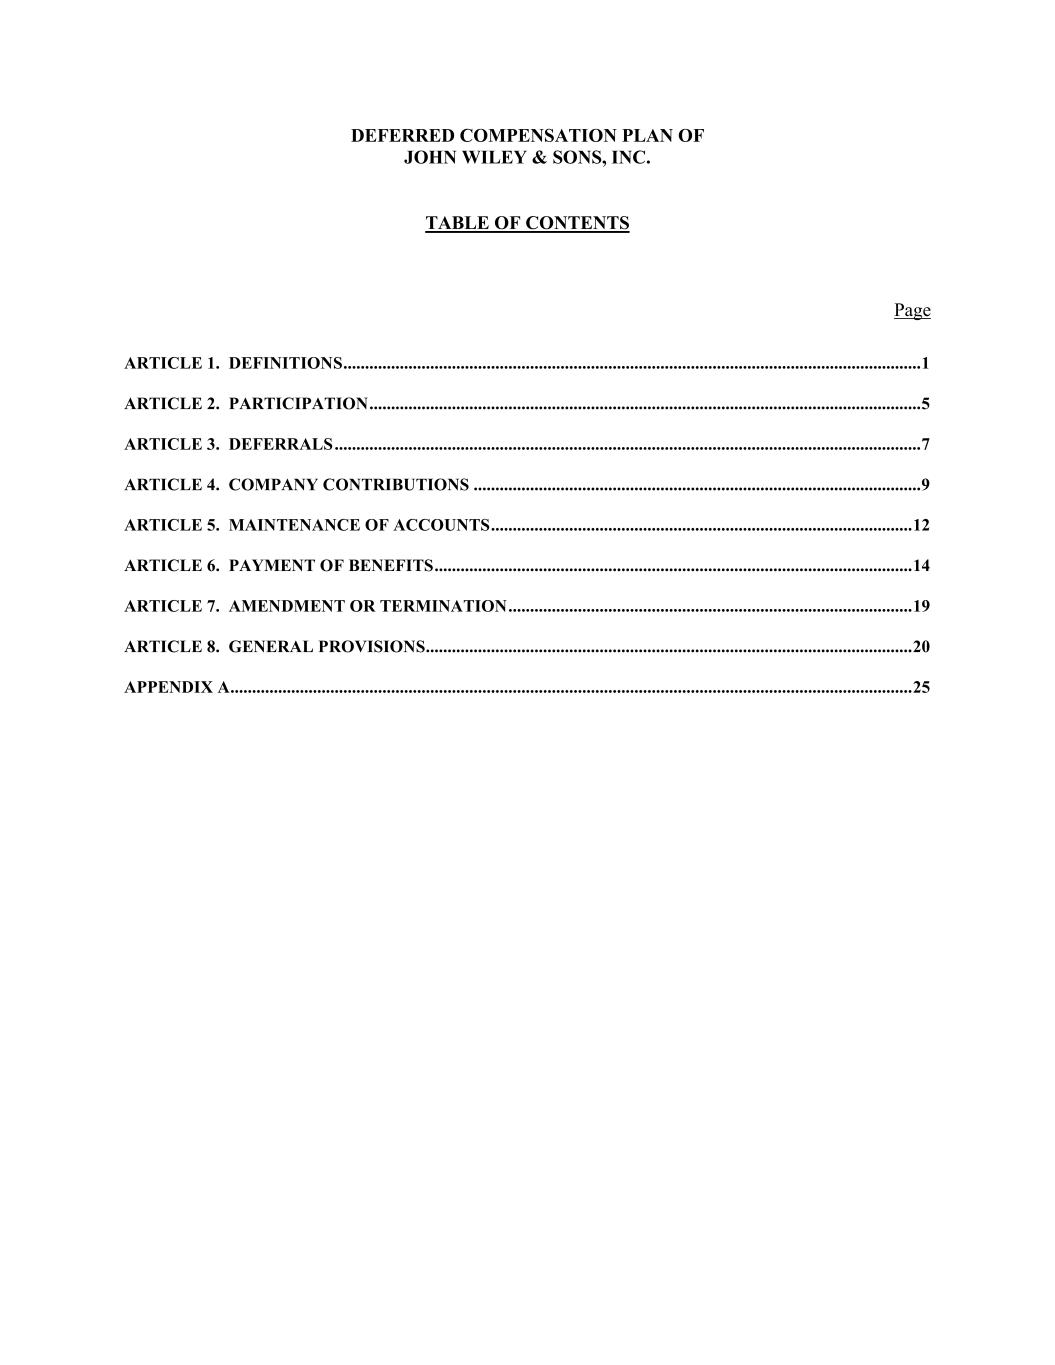 DEFERRED COMPENSATION PLAN OF
JOHN WILEY & SONS, INC.
TABLE OF CONTENTS
Page
ARTICLE 1. DEFINITIONS....................................................................................................................................1
ARTICLE 2. PARTICIPATION..............................................................................................................................5
ARTICLE 3. DEFERRALS......................................................................................................................................7
ARTICLE 4. COMPANY CONTRIBUTIONS ......................................................................................................9
ARTICLE 5. MAINTENANCE OF ACCOUNTS................................................................................................12
ARTICLE 6. PAYMENT OF BENEFITS.............................................................................................................14
ARTICLE 7. AMENDMENT OR TERMINATION............................................................................................19
ARTICLE 8. GENERAL PROVISIONS...............................................................................................................20
APPENDIX A............................................................................................................................................................25